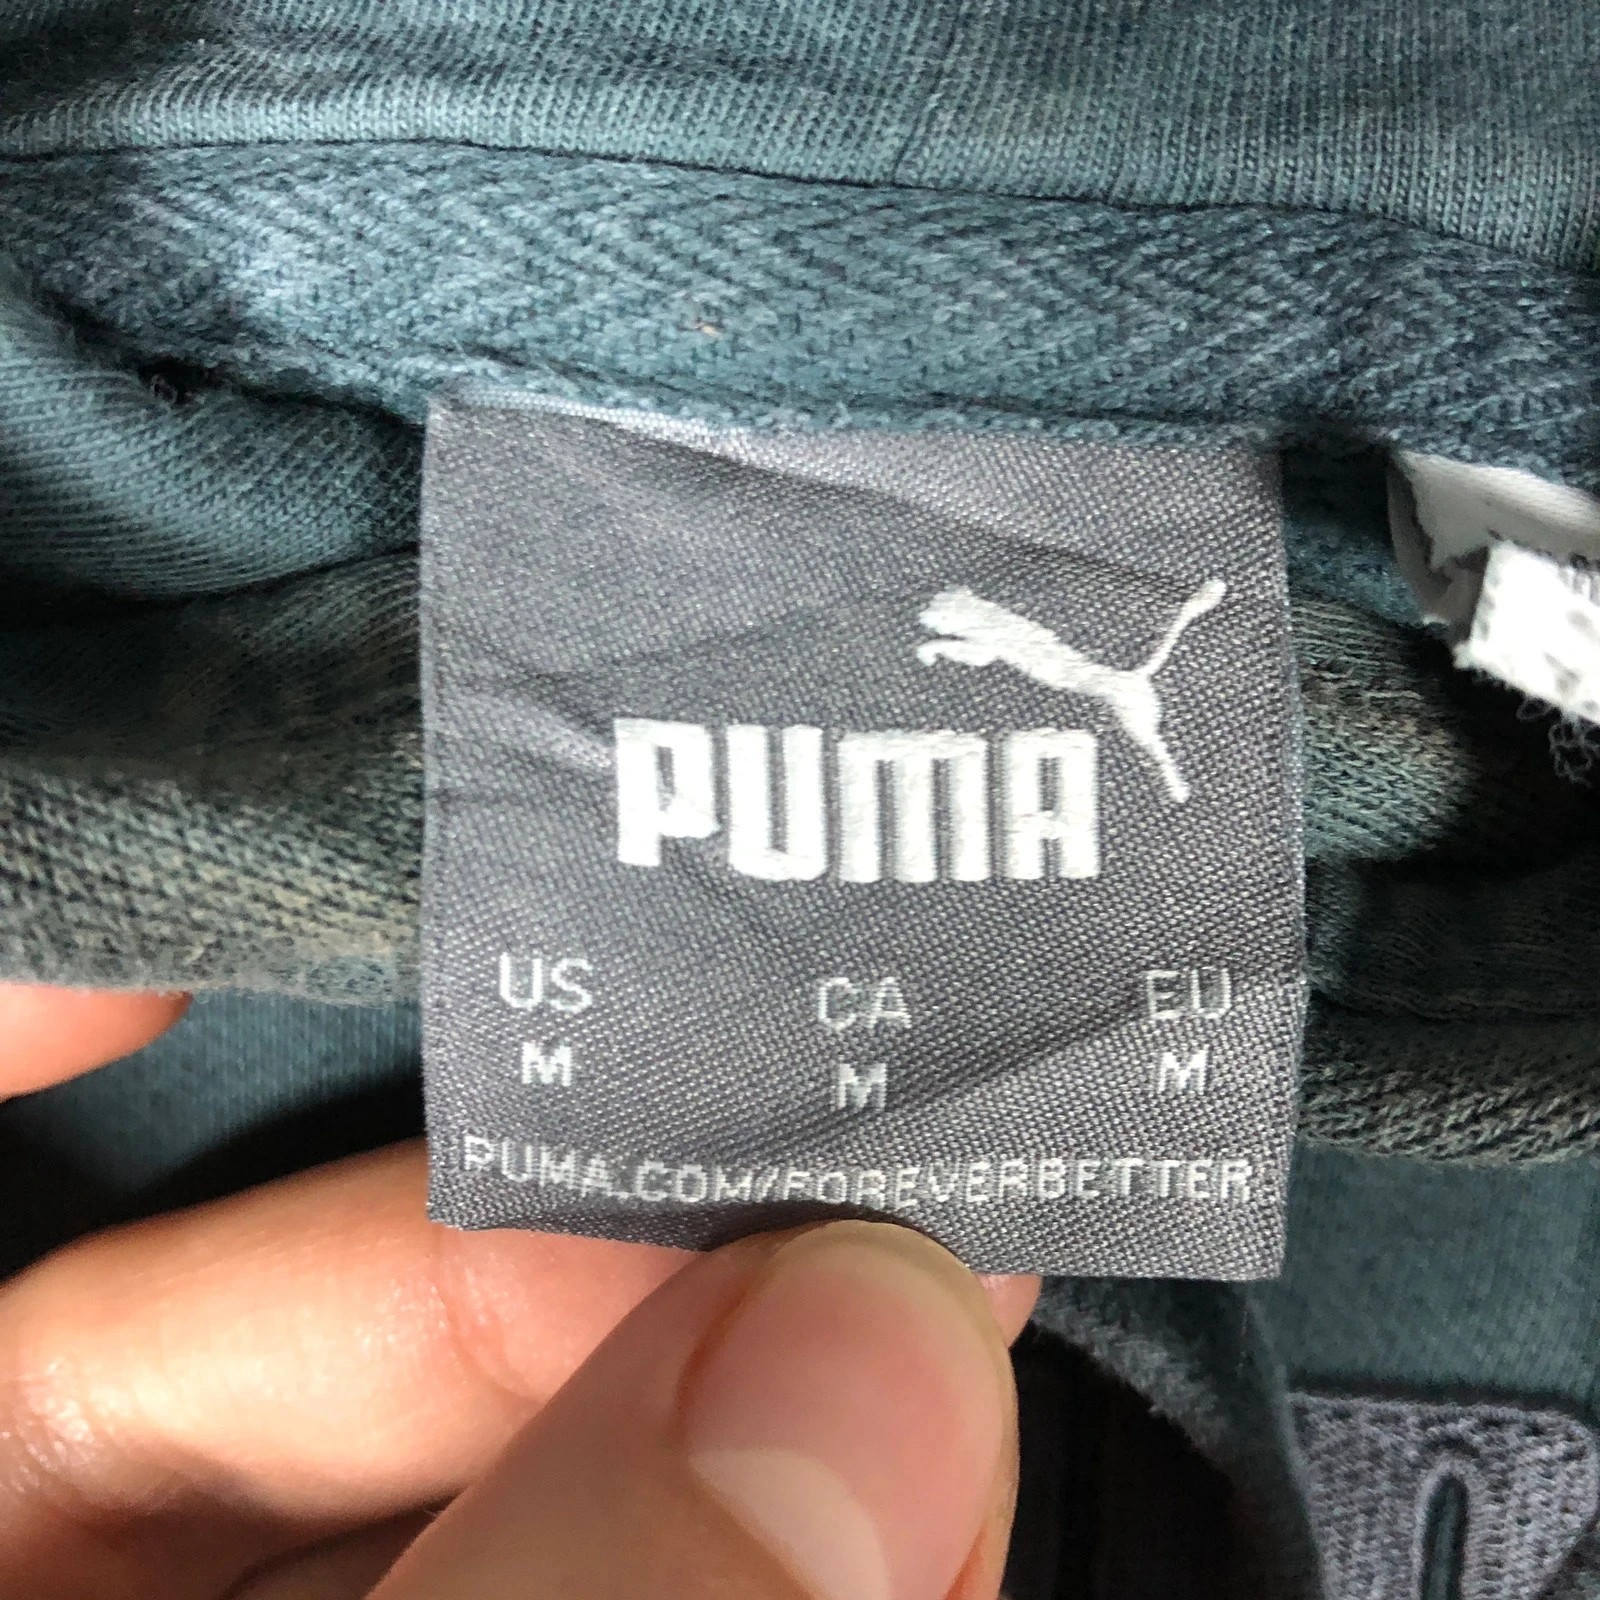 PUMA
US CA EU
M M M
PUMA.COM/FOREVERBETTER